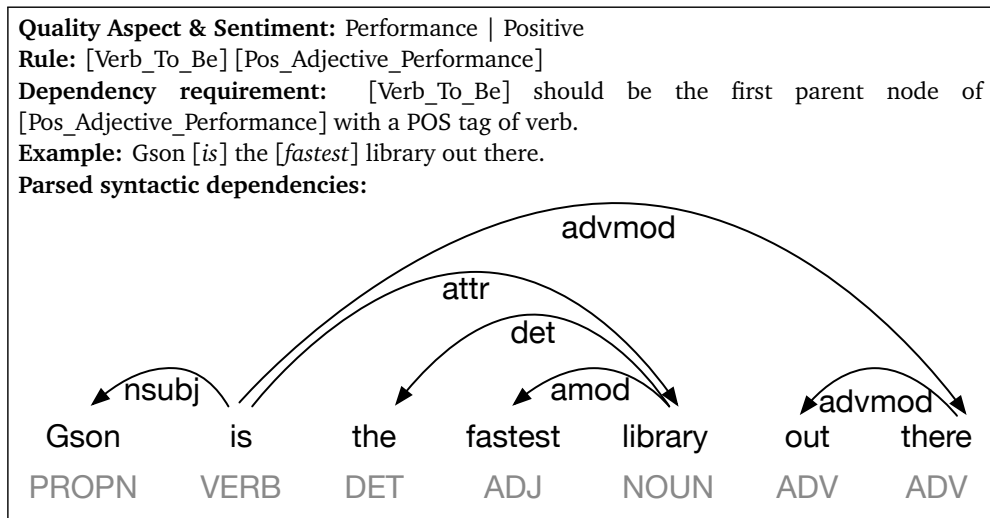 Quality Aspect & Sentiment: Performance | Positive
Rule: [Verb_To_Be] [Pos_Adjective_Performance]
Dependency requirement: [Verb_To_Be] should be the first parent node of
[Pos_Adjective_Performance] with a POS tag of verb.
Example: Gson [is] the [fastest] library out there.
Parsed syntactic dependencies:
advmod
attr
det
nsubj amod advmod
Gson is the fastest library out there
PROPN VERB DET ADJ NOUN ADV ADV